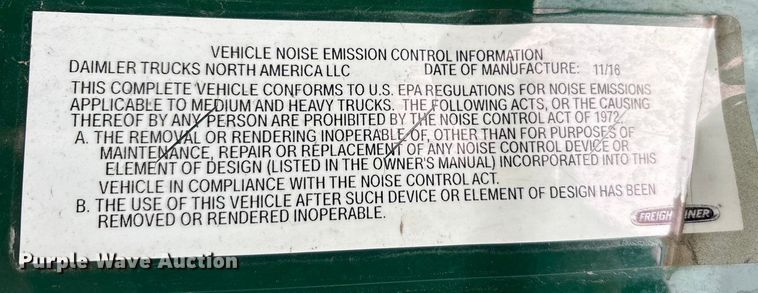 VEHICLE NOISE EMISSION CONTROL INFORMATION
DAIMLER TRUCKS NORTH AMERICA LLC DATE OF MANUFACTURE: 11/16
THIS COMPLETE VEHICLE CONFORMS TO U.S. EPA REGULATIONS FOR NOISE EMISSIONS
APPLICABLE TO MEDIUM AND HEAVY TRUCKS. THE FOLLOWING ACTS, OR THE CAUSING
THEREOF BY ANY PERSON ARE PROHIBITED BY THE NOISE CONTROL ACT OF 1972.
A. THE REMOVAL OR RENDERING INOPERABLE OF, OTHER THAN FOR PURPOSES OF
MAINTENANCE, REPAIR OR REPLACEMENT OF ANY NOISE CONTROL DEVICE OR
ELEMENT OF DESIGN (LISTED IN THE OWNER'S MANUAL) INCORPORATED INTO THIS
VEHICLE IN COMPLIANCE WITH THE NOISE CONTROL ACT.
B. THE USE OF THIS VEHICLE AFTER SUCH DEVICE OR ELEMENT OF DESIGN HAS BEEN
REMOVED OR RENDERED INOPERABLE.
Purple Wave Auction